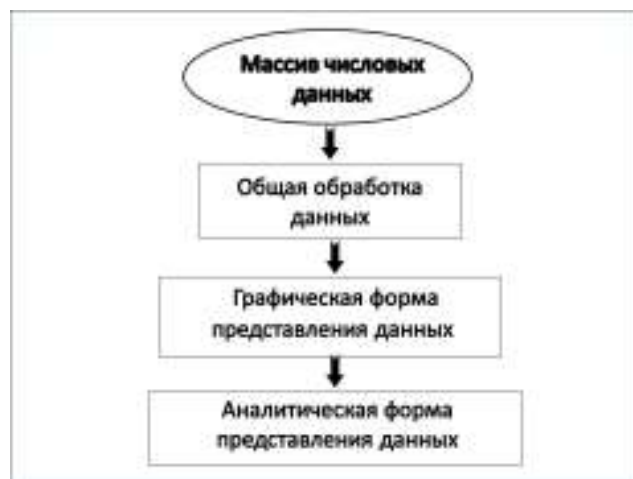 Массив числовых
данных
Общая обработка
данных
Графическая форма
представления данных
Аналитическая форма
представления данных